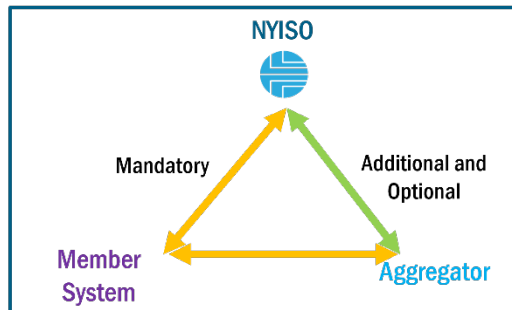 NYISO
Mandatory
Additional and
Optional
Member
System
Aggregator